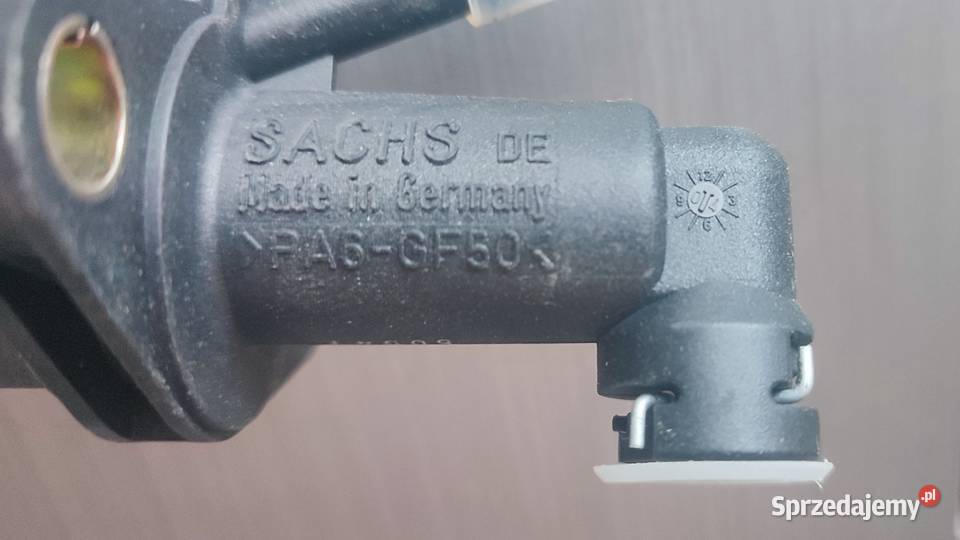 SACHS DE
Made in Germany
>PA6-GF50<
12
9 3
6
Sprzedajemy.pl